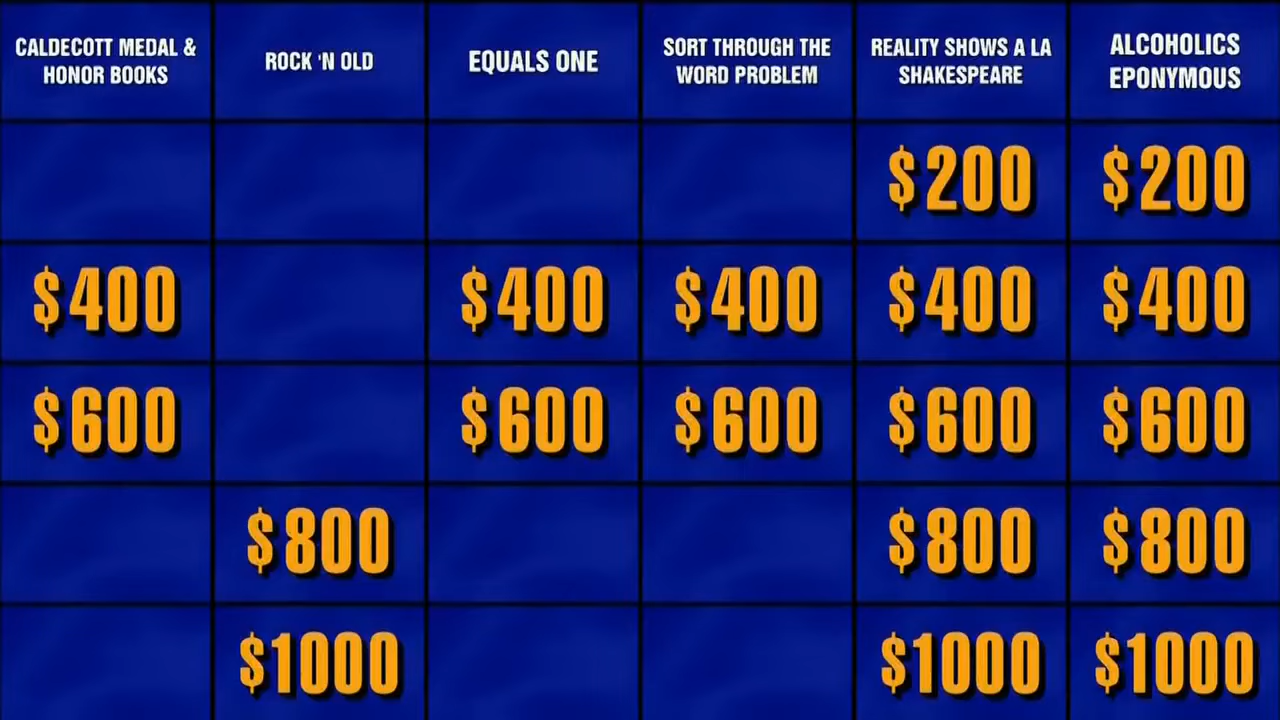 CALDECOTT MEDAL &
HONOR BOOKS
ROCK 'N OLD
EQUALS ONE
SORT THROUGH THE
WORD PROBLEM
REALITY SHOWS A LA
SHAKESPEARE
ALCOHOLICS
EPONYMOUS
$200 $200
$400 $400 $400 $400 $400
$600 $600 $600 $600 $600
$800 $800 $800
$1000 $1000 $1000